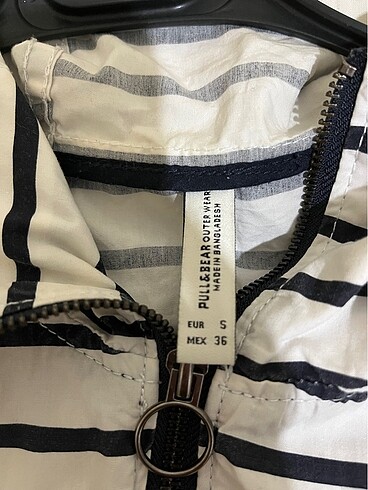 PULL&BEAR OUTER WEAR
MADE IN BANGLADESH
EUR S
MEX 36